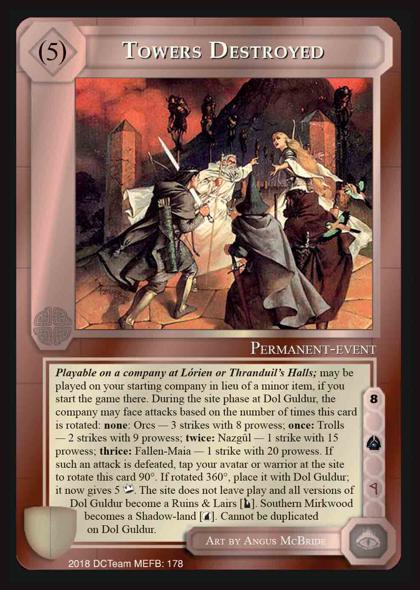 (5)
TOWERS DESTROYED
PERMANENT-EVENT
Playable on a company at Lórien or Thranduil's Halls; may be
played on your starting company in lieu of a minor item, if you
start the game there. During the site phase at Dol Guldur, the
company may face attacks based on the number of times this card
is rotated: none: Orcs — 3 strikes with 8 prowess; once: Trolls
— 2 strikes with 9 prowess; twice: Nazgûl — 1 strike with 15
prowess; thrice: Fallen-Maia — 1 strike with 20 prowess. If
such an attack is defeated, tap your avatar or warrior at the site
to rotate this card 90°. If rotated 360°, place it with Dol Guldur;
it now gives 5 . The site does not leave play and all versions of
Dol Guldur become a Ruins & Lairs [ ]. Southern Mirkwood
becomes a Shadow-land [ ]. Cannot be duplicated
on Dol Guldur.
8
ART BY ANGUS MCBRIDE
2018 DCTeam MEFB: 178